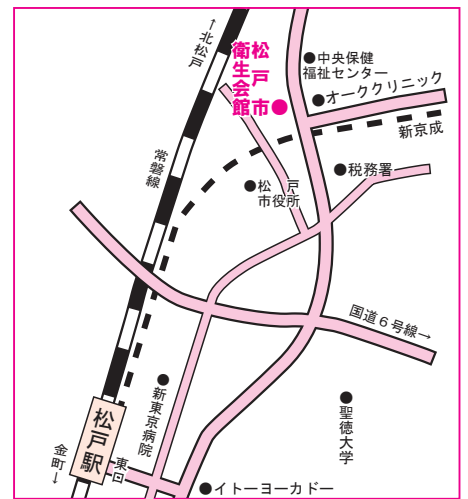 ←北松戸
松戸市
衛生会館
中央保健
福祉センター
オーククリニック
新京成
常磐線
税務署
松戸
市役所
国道6号線→
新東京病院
聖徳大学
松戸駅
東口
金町←
イトーヨーカドー